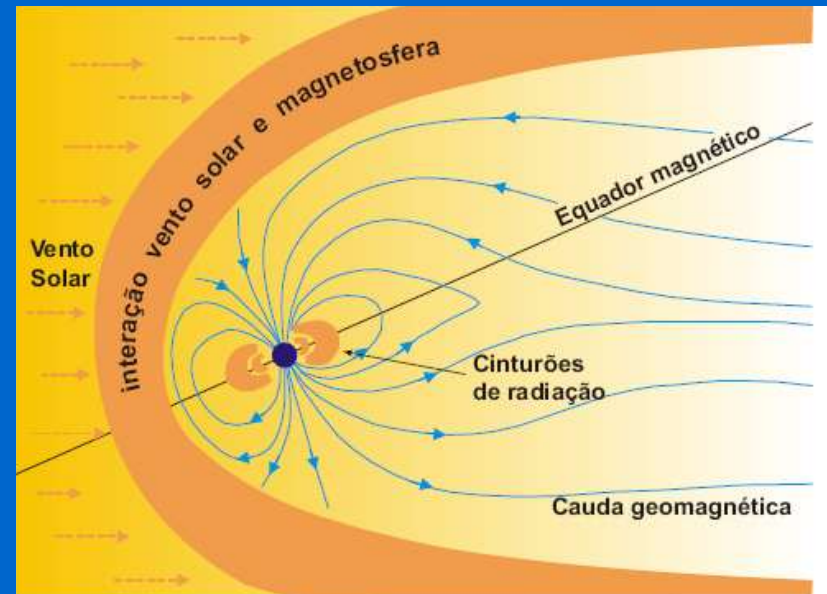 interação vento solar e magnetosfera
Equador magnético
Vento
Solar
Cinturões
de radiação
Cauda geomagnética